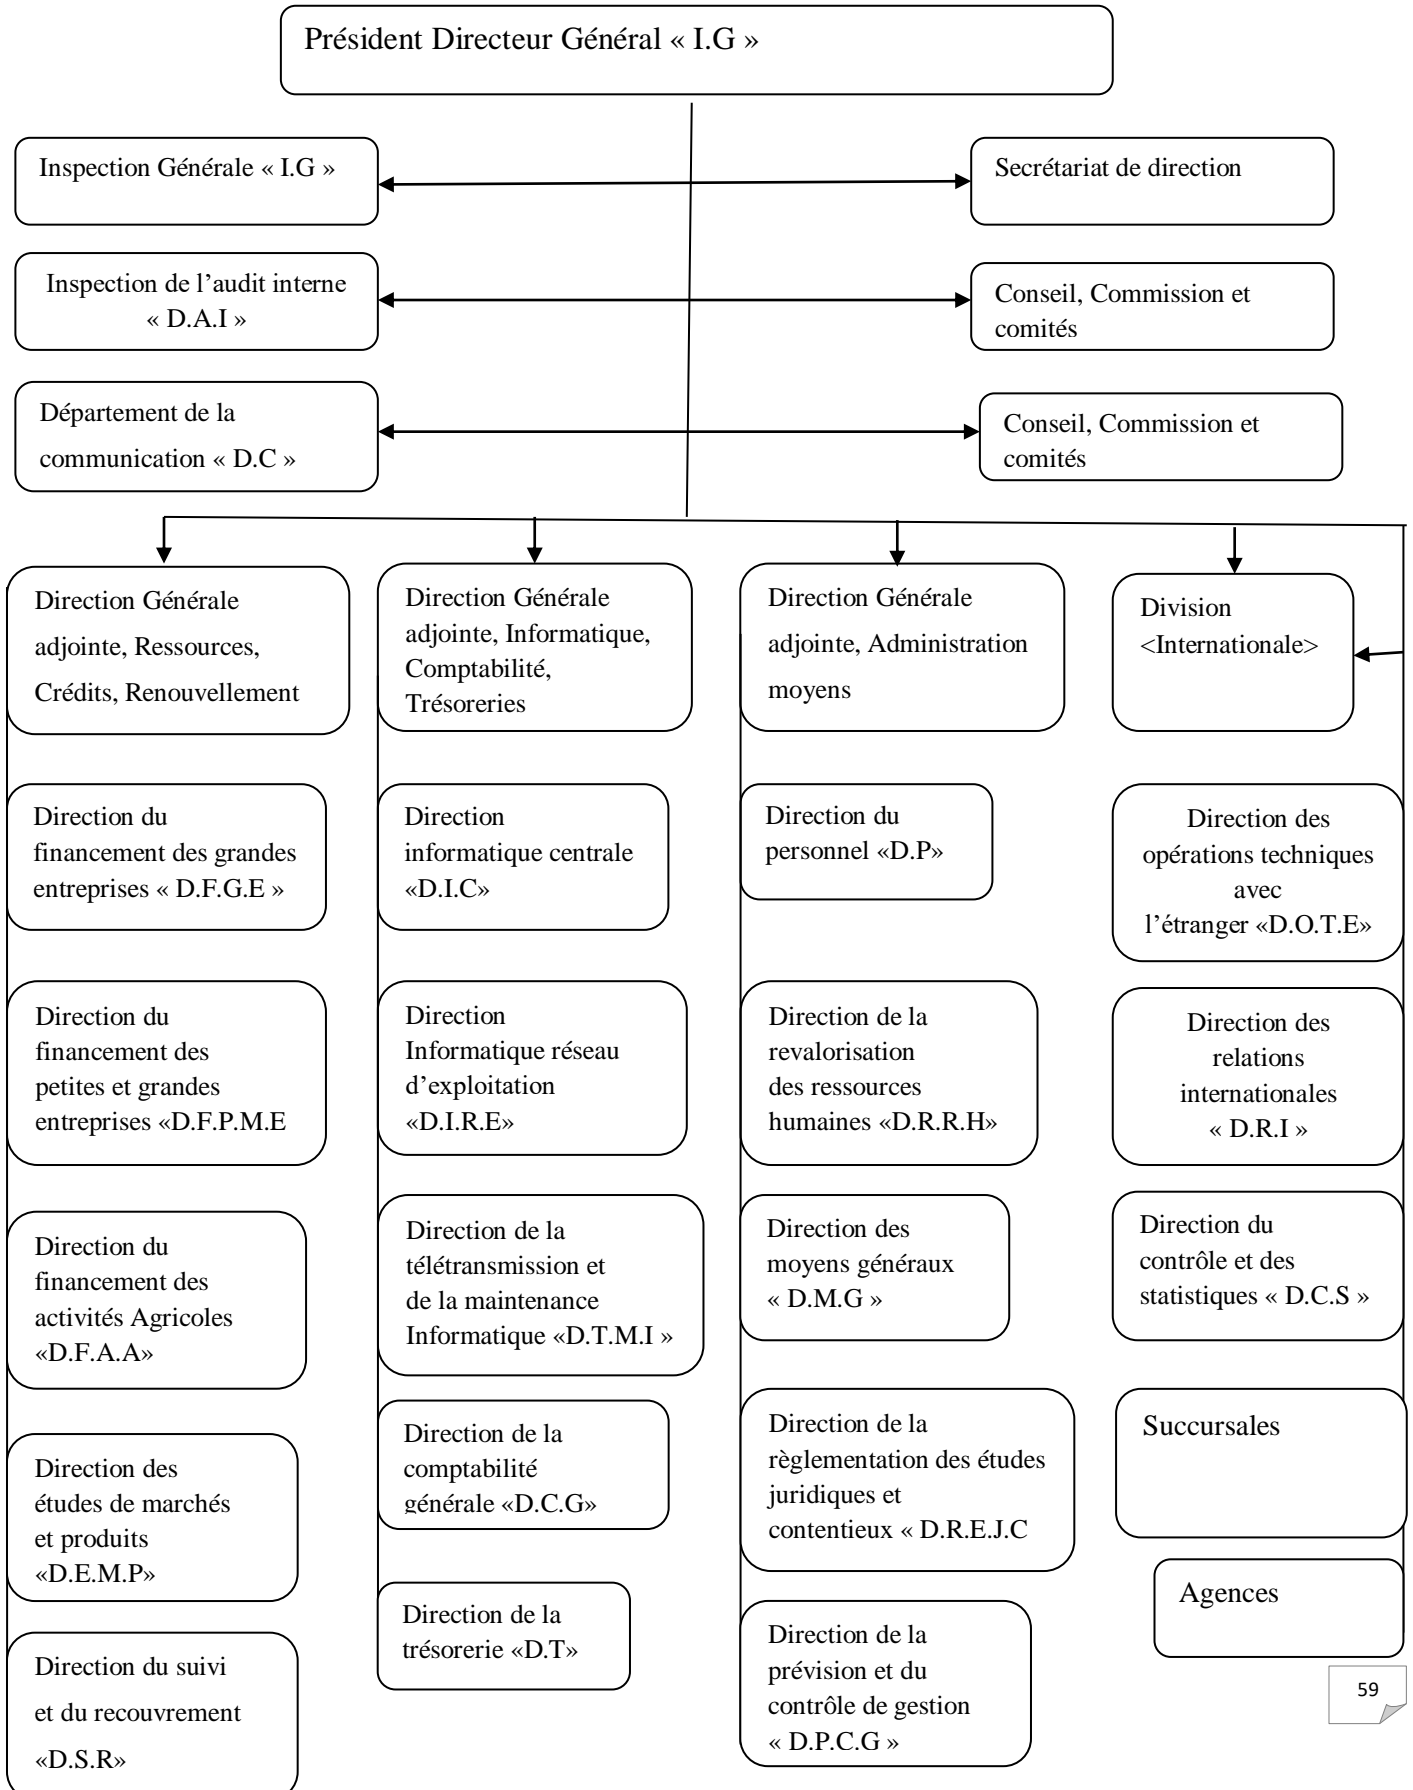 Président Directeur Général « I.G »
Inspection Générale « I.G »
Secrétariat de direction
Inspection de l’audit interne
« D.A.I »
Conseil, Commission et
comités
Département de la
communication « D.C »
Conseil, Commission et
comités
Direction Générale
adjointe, Ressources,
Crédits, Renouvellement
Direction Générale
adjointe, Informatique,
Comptabilité,
Trésoreries
Direction Générale
adjointe, Administration
moyens
Division
<Internationale>
Direction du
financement des grandes
entreprises « D.F.G.E »
Direction
informatique centrale
«D.I.C»
Direction du
personnel «D.P»
Direction des
opérations techniques
avec
l’étranger «D.O.T.E»
Direction du
financement des
petites et grandes
entreprises «D.F.P.M.E
Direction
Informatique réseau
d’exploitation
«D.I.R.E»
Direction de la
revalorisation
des ressources
humaines «D.R.R.H»
Direction des
relations
internationales
« D.R.I »
Direction du
financement des
activités Agricoles
«D.F.A.A»
Direction de la
télétransmission et
de la maintenance
Informatique «D.T.M.I »
Direction des
moyens généraux
« D.M.G »
Direction du
contrôle et des
statistiques « D.C.S »
Direction des
études de marchés
et produits
«D.E.M.P»
Direction de la
comptabilité
générale «D.C.G»
Direction de la
règlementation des études
juridiques et
contentieux « D.R.E.J.C
Succursales
Direction du suivi
et du recouvrement
«D.S.R»
Direction de la
trésorerie «D.T»
Direction de la
prévision et du
contrôle de gestion
« D.P.C.G »
Agences
59